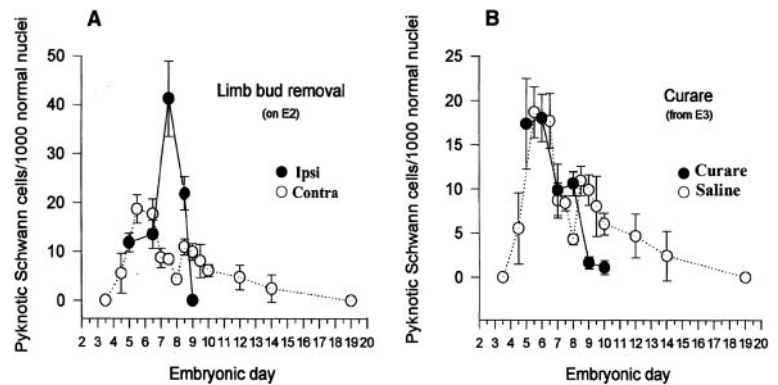 A
Pyknotic Schwann cells/1000 normal nuclei
50
40
30
20
10
0
Limb bud removal
(on E2)
Ipsi
Contra
2 3 4 5 6 7 8 9 10 11 12 13 14 15 16 17 18 19 20
Embryonic day
B
Pyknotic Schwann cells/1000 normal nuclei
25
20
15
10
5
0
Curare
(from E3)
Curare
Saline
2 3 4 5 6 7 8 9 10 11 12 13 14 15 16 17 18 19 20
Embryonic day